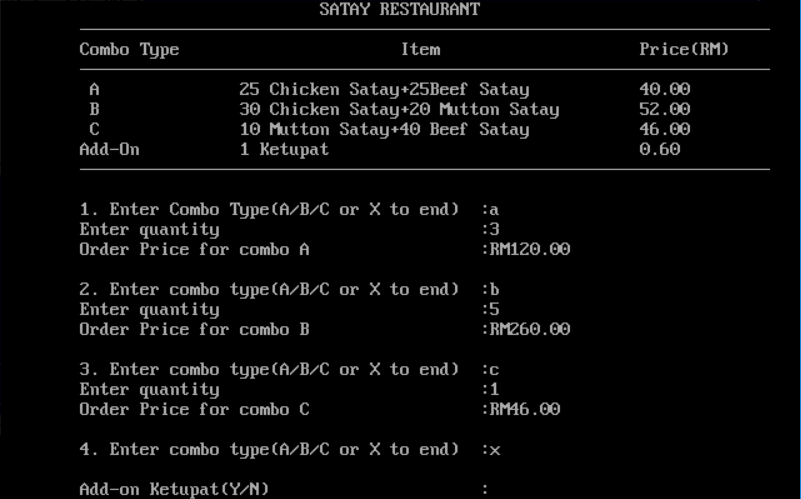 SATAY RESTAURANT
Combo Type Item Price(RM)
A 25 Chicken Satay+25Beef Satay 40.00
B 30 Chicken Satay+20 Mutton Satay 52.00
C 10 Mutton Satay+40 Beef Satay 46.00
Add-On 1 Ketupat 0.60
1. Enter Combo Type(A/B/C or X to end) :a
Enter quantity :3
Order Price for combo A :RM120.00
2. Enter combo type(A/B/C or X to end) :b
Enter quantity :5
Order Price for combo B :RM260.00
3. Enter combo type(A/B/C or X to end) :c
Enter quantity :1
Order Price for combo C :RM46.00
4. Enter combo type(A/B/C or X to end) :x
Add-on Ketupat(Y/N) :